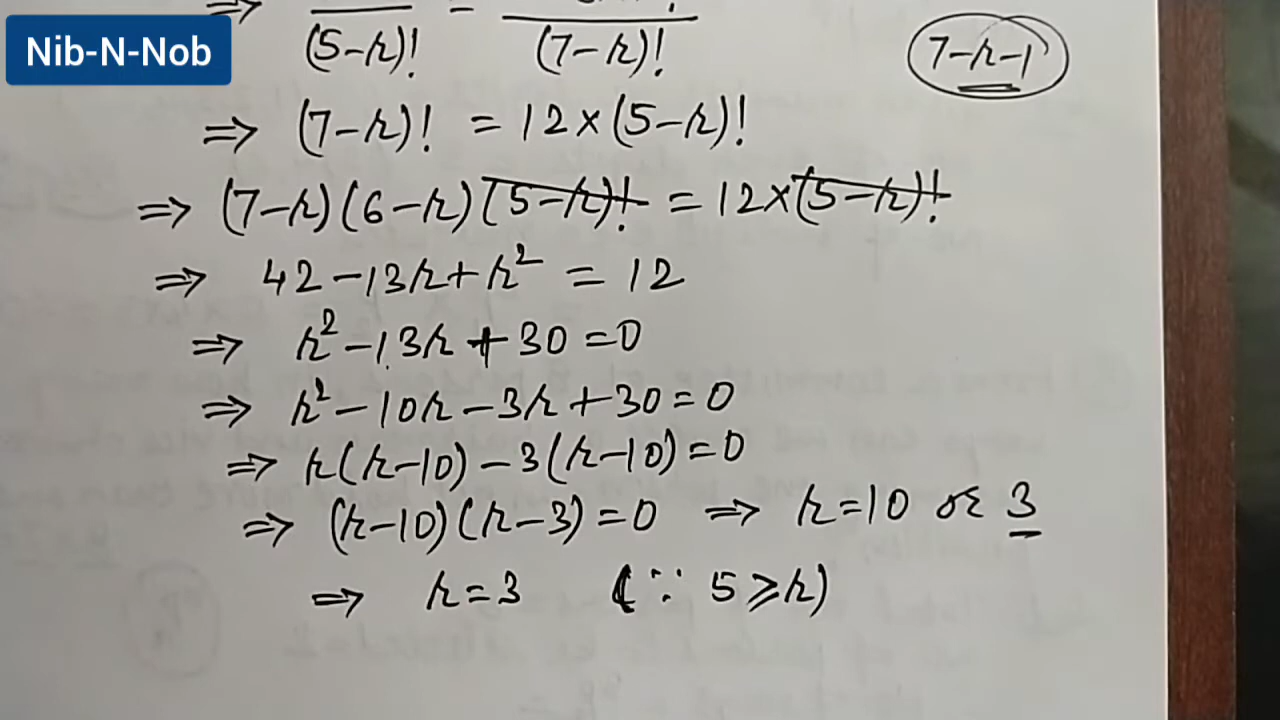 Nib-N-Nob
⇒ /(5-r)! = /(7-r)!
7-r-1
⇒ (7-r)! = 12×(5-r)!
⇒ (7-r)(6-r)(5-r)! = 12×(5-r)!
⇒ 42-13r+r² = 12
⇒ r²-13r+30=0
⇒ r²-10r-3r+30=0
⇒ r(r-10)-3(r-10)=0
⇒ (r-10)(r-3)=0 ⇒ r=10 or 3
⇒ r=3 (∵ 5≥r)